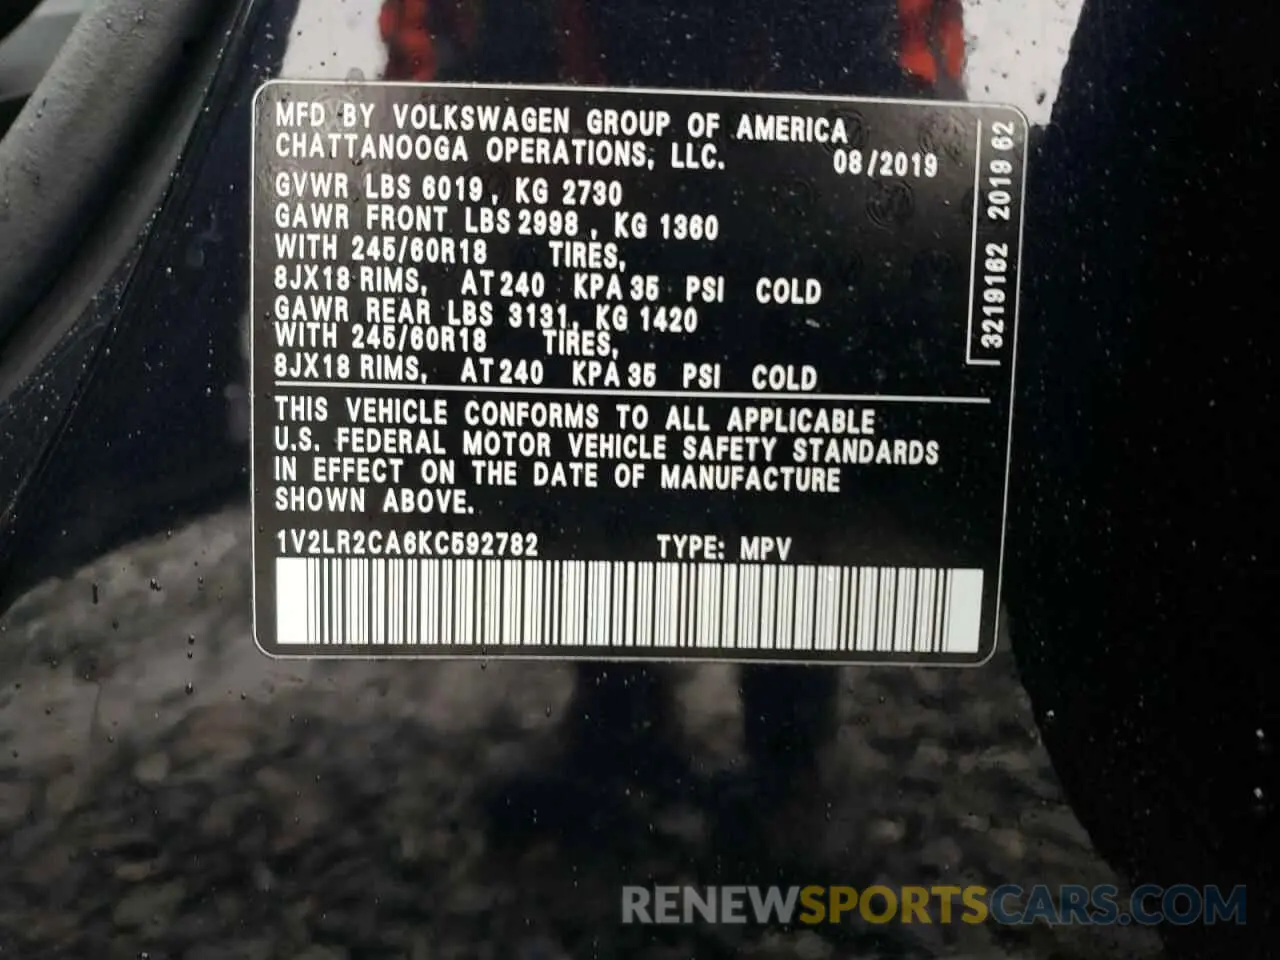 MFD BY VOLKSWAGEN GROUP OF AMERICA
CHATTANOOGA OPERATIONS, LLC. 08/2019
GVWR LBS 6019, KG 2730
GAWR FRONT LBS 2998, KG 1360
WITH 245/60R18 TIRES,
8JX18 RIMS, AT 240 KPA 35 PSI COLD
GAWR REAR LBS 3131, KG 1420
WITH 245/60R18 TIRES,
8JX18 RIMS, AT 240 KPA 35 PSI COLD
THIS VEHICLE CONFORMS TO ALL APPLICABLE
U.S. FEDERAL MOTOR VEHICLE SAFETY STANDARDS
IN EFFECT ON THE DATE OF MANUFACTURE
SHOWN ABOVE.
1V2LR2CA6KC592782 TYPE: MPV
3219162 2019 62
RENEWSPORTSCARS.COM